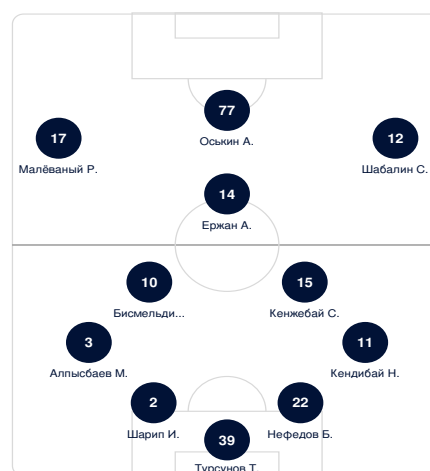 77
Оськин А.
17
Малёваный Р.
12
Шабалин С.
14
Ержан А.
10
Бисмельди...
15
Кенжебай С.
3
Алпысбаев М.
11
Кендибай Н.
2
Шарип И.
22
Нефедов Б.
39
Турсунов Т.